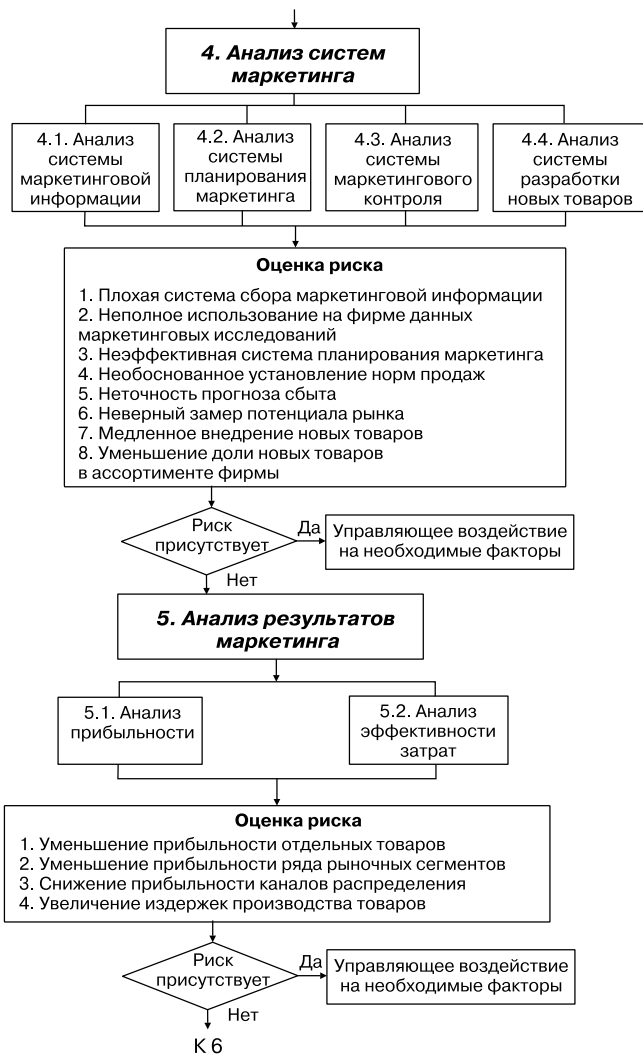 4. Анализ систем
маркетинга
4.1. Анализ
системы
маркетинговой
информации
4.2. Анализ
системы
планирования
маркетинга
4.3. Анализ
системы
маркетингового
контроля
4.4. Анализ
системы
разработки
новых товаров
Оценка риска
1. Плохая система сбора маркетинговой информации
2. Неполное использование на фирме данных
маркетинговых исследований
3. Неэффективная система планирования маркетинга
4. Необоснованное установление норм продаж
5. Неточность прогноза сбыта
6. Неверный замер потенциала рынка
7. Медленное внедрение новых товаров
8. Уменьшение доли новых товаров
в ассортименте фирмы
Риск
присутствует
Да
Управляющее воздействие
на необходимые факторы
Нет
5. Анализ результатов
маркетинга
5.1. Анализ
прибыльности
5.2. Анализ
эффективности
затрат
Оценка риска
1. Уменьшение прибыльности отдельных товаров
2. Уменьшение прибыльности ряда рыночных сегментов
3. Снижение прибыльности каналов распределения
4. Увеличение издержек производства товаров
Риск
присутствует
Да
Управляющее воздействие
на необходимые факторы
Нет
К 6